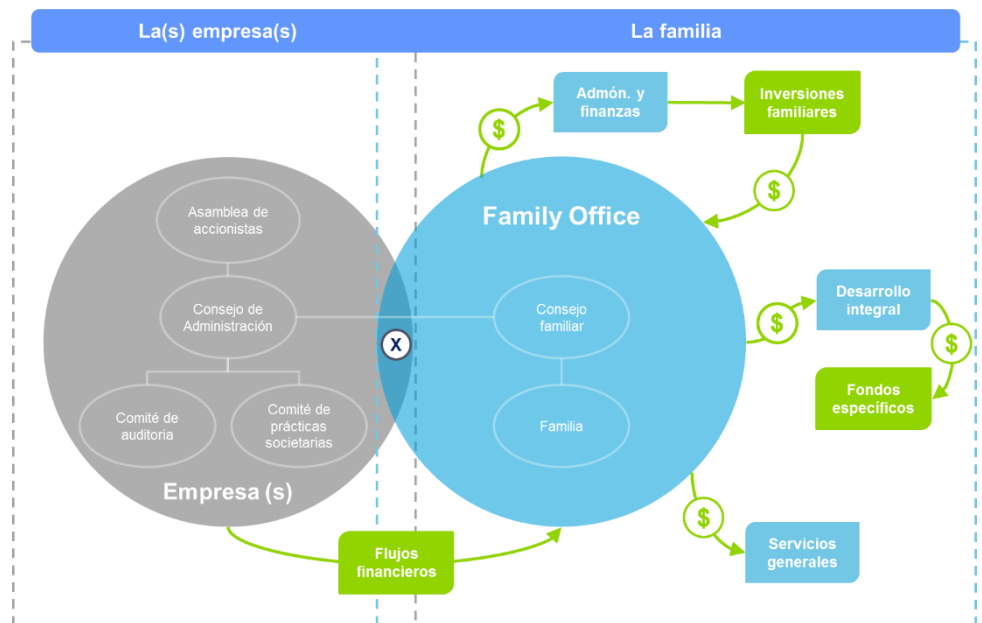 La(s) empresa(s)
La familia
Admón. y
finanzas
Inversiones
familiares
$
$
Asamblea de
accionistas
Family Office
Consejo de
Administración
Consejo
familiar
Desarrollo
integral
$
$
X
Fondos
específicos
Comité de
auditoria
Comité de
prácticas
societarias
Familia
Empresa (s)
$
Flujos
financieros
Servicios
generales